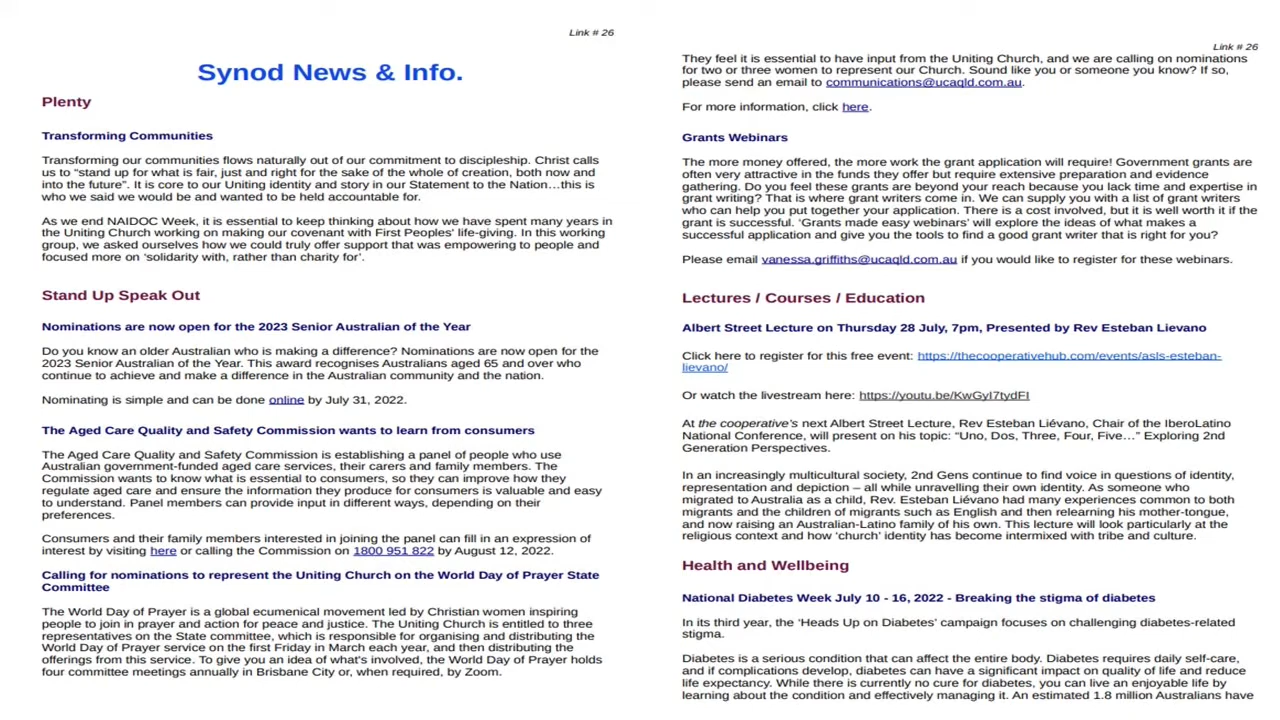 Link # 26
Synod News & Info.
Plenty
Transforming Communities
Transforming our communities flows naturally out of our commitment to discipleship. Christ calls
us to “stand up for what is fair, just and right for the sake of the whole of creation, both now and
into the future”. It is core to our Uniting identity and story in our Statement to the Nation…this is
who we said we would be and wanted to be held accountable for.
As we end NAIDOC Week, it is essential to keep thinking about how we have spent many years in
the Uniting Church working on making our covenant with First Peoples’ life-giving. In this working
group, we asked ourselves how we could truly offer support that was empowering to people and
focused more on ‘solidarity with, rather than charity for’.
Stand Up Speak Out
Nominations are now open for the 2023 Senior Australian of the Year
Do you know an older Australian who is making a difference? Nominations are now open for the
2023 Senior Australian of the Year. This award recognises Australians aged 65 and over who
continue to achieve and make a difference in the Australian community and the nation.
Nominating is simple and can be done online by July 31, 2022.
The Aged Care Quality and Safety Commission wants to learn from consumers
The Aged Care Quality and Safety Commission is establishing a panel of people who use
Australian government-funded aged care services, their carers and family members. The
Commission wants to know what is essential to consumers, so they can improve how they
regulate aged care and ensure the information they produce for consumers is valuable and easy
to understand. Panel members can provide input in different ways, depending on their
preferences.
Consumers and their family members interested in joining the panel can fill in an expression of
interest by visiting here or calling the Commission on 1800 951 822 by August 12, 2022.
Calling for nominations to represent the Uniting Church on the World Day of Prayer State
Committee
The World Day of Prayer is a global ecumenical movement led by Christian women inspiring
people to join in prayer and action for peace and justice. The Uniting Church is entitled to three
representatives on the State committee, which is responsible for organising and distributing the
World Day of Prayer service on the first Friday in March each year, and then distributing the
offerings from this service. To give you an idea of what's involved, the World Day of Prayer holds
four committee meetings annually in Brisbane City or, when required, by Zoom.
Link # 26
They feel it is essential to have input from the Uniting Church, and we are calling on nominations
for two or three women to represent our Church. Sound like you or someone you know? If so,
please send an email to communications@ucaqld.com.au.
For more information, click here.
Grants Webinars
The more money offered, the more work the grant application will require! Government grants are
often very attractive in the funds they offer but require extensive preparation and evidence
gathering. Do you feel these grants are beyond your reach because you lack time and expertise in
grant writing? That is where grant writers come in. We can supply you with a list of grant writers
who can help you put together your application. There is a cost involved, but it is well worth it if the
grant is successful. ‘Grants made easy webinars’ will explore the ideas of what makes a
successful application and give you the tools to find a good grant writer that is right for you?
Please email vanessa.griffiths@ucaqld.com.au if you would like to register for these webinars.
Lectures / Courses / Education
Albert Street Lecture on Thursday 28 July, 7pm, Presented by Rev Esteban Lievano
Click here to register for this free event: https://thecooperativehub.com/events/asls-esteban-
lievano/
Or watch the livestream here: https://youtu.be/KwGyI7tydFI
At the cooperative’s next Albert Street Lecture, Rev Esteban Liévano, Chair of the IberoLatino
National Conference, will present on his topic: “Uno, Dos, Three, Four, Five…” Exploring 2nd
Generation Perspectives.
In an increasingly multicultural society, 2nd Gens continue to find voice in questions of identity,
representation and depiction – all while unravelling their own identity. As someone who
migrated to Australia as a child, Rev. Esteban Liévano had many experiences common to both
migrants and the children of migrants such as English and then relearning his mother-tongue,
and now raising an Australian-Latino family of his own. This lecture will look particularly at the
religious context and how ‘church’ identity has become intermixed with tribe and culture.
Health and Wellbeing
National Diabetes Week July 10 - 16, 2022 - Breaking the stigma of diabetes
In its third year, the ‘Heads Up on Diabetes’ campaign focuses on challenging diabetes-related
stigma.
Diabetes is a serious condition that can affect the entire body. Diabetes requires daily self-care,
and if complications develop, diabetes can have a significant impact on quality of life and reduce
life expectancy. While there is currently no cure for diabetes, you can live an enjoyable life by
learning about the condition and effectively managing it. An estimated 1.8 million Australians have